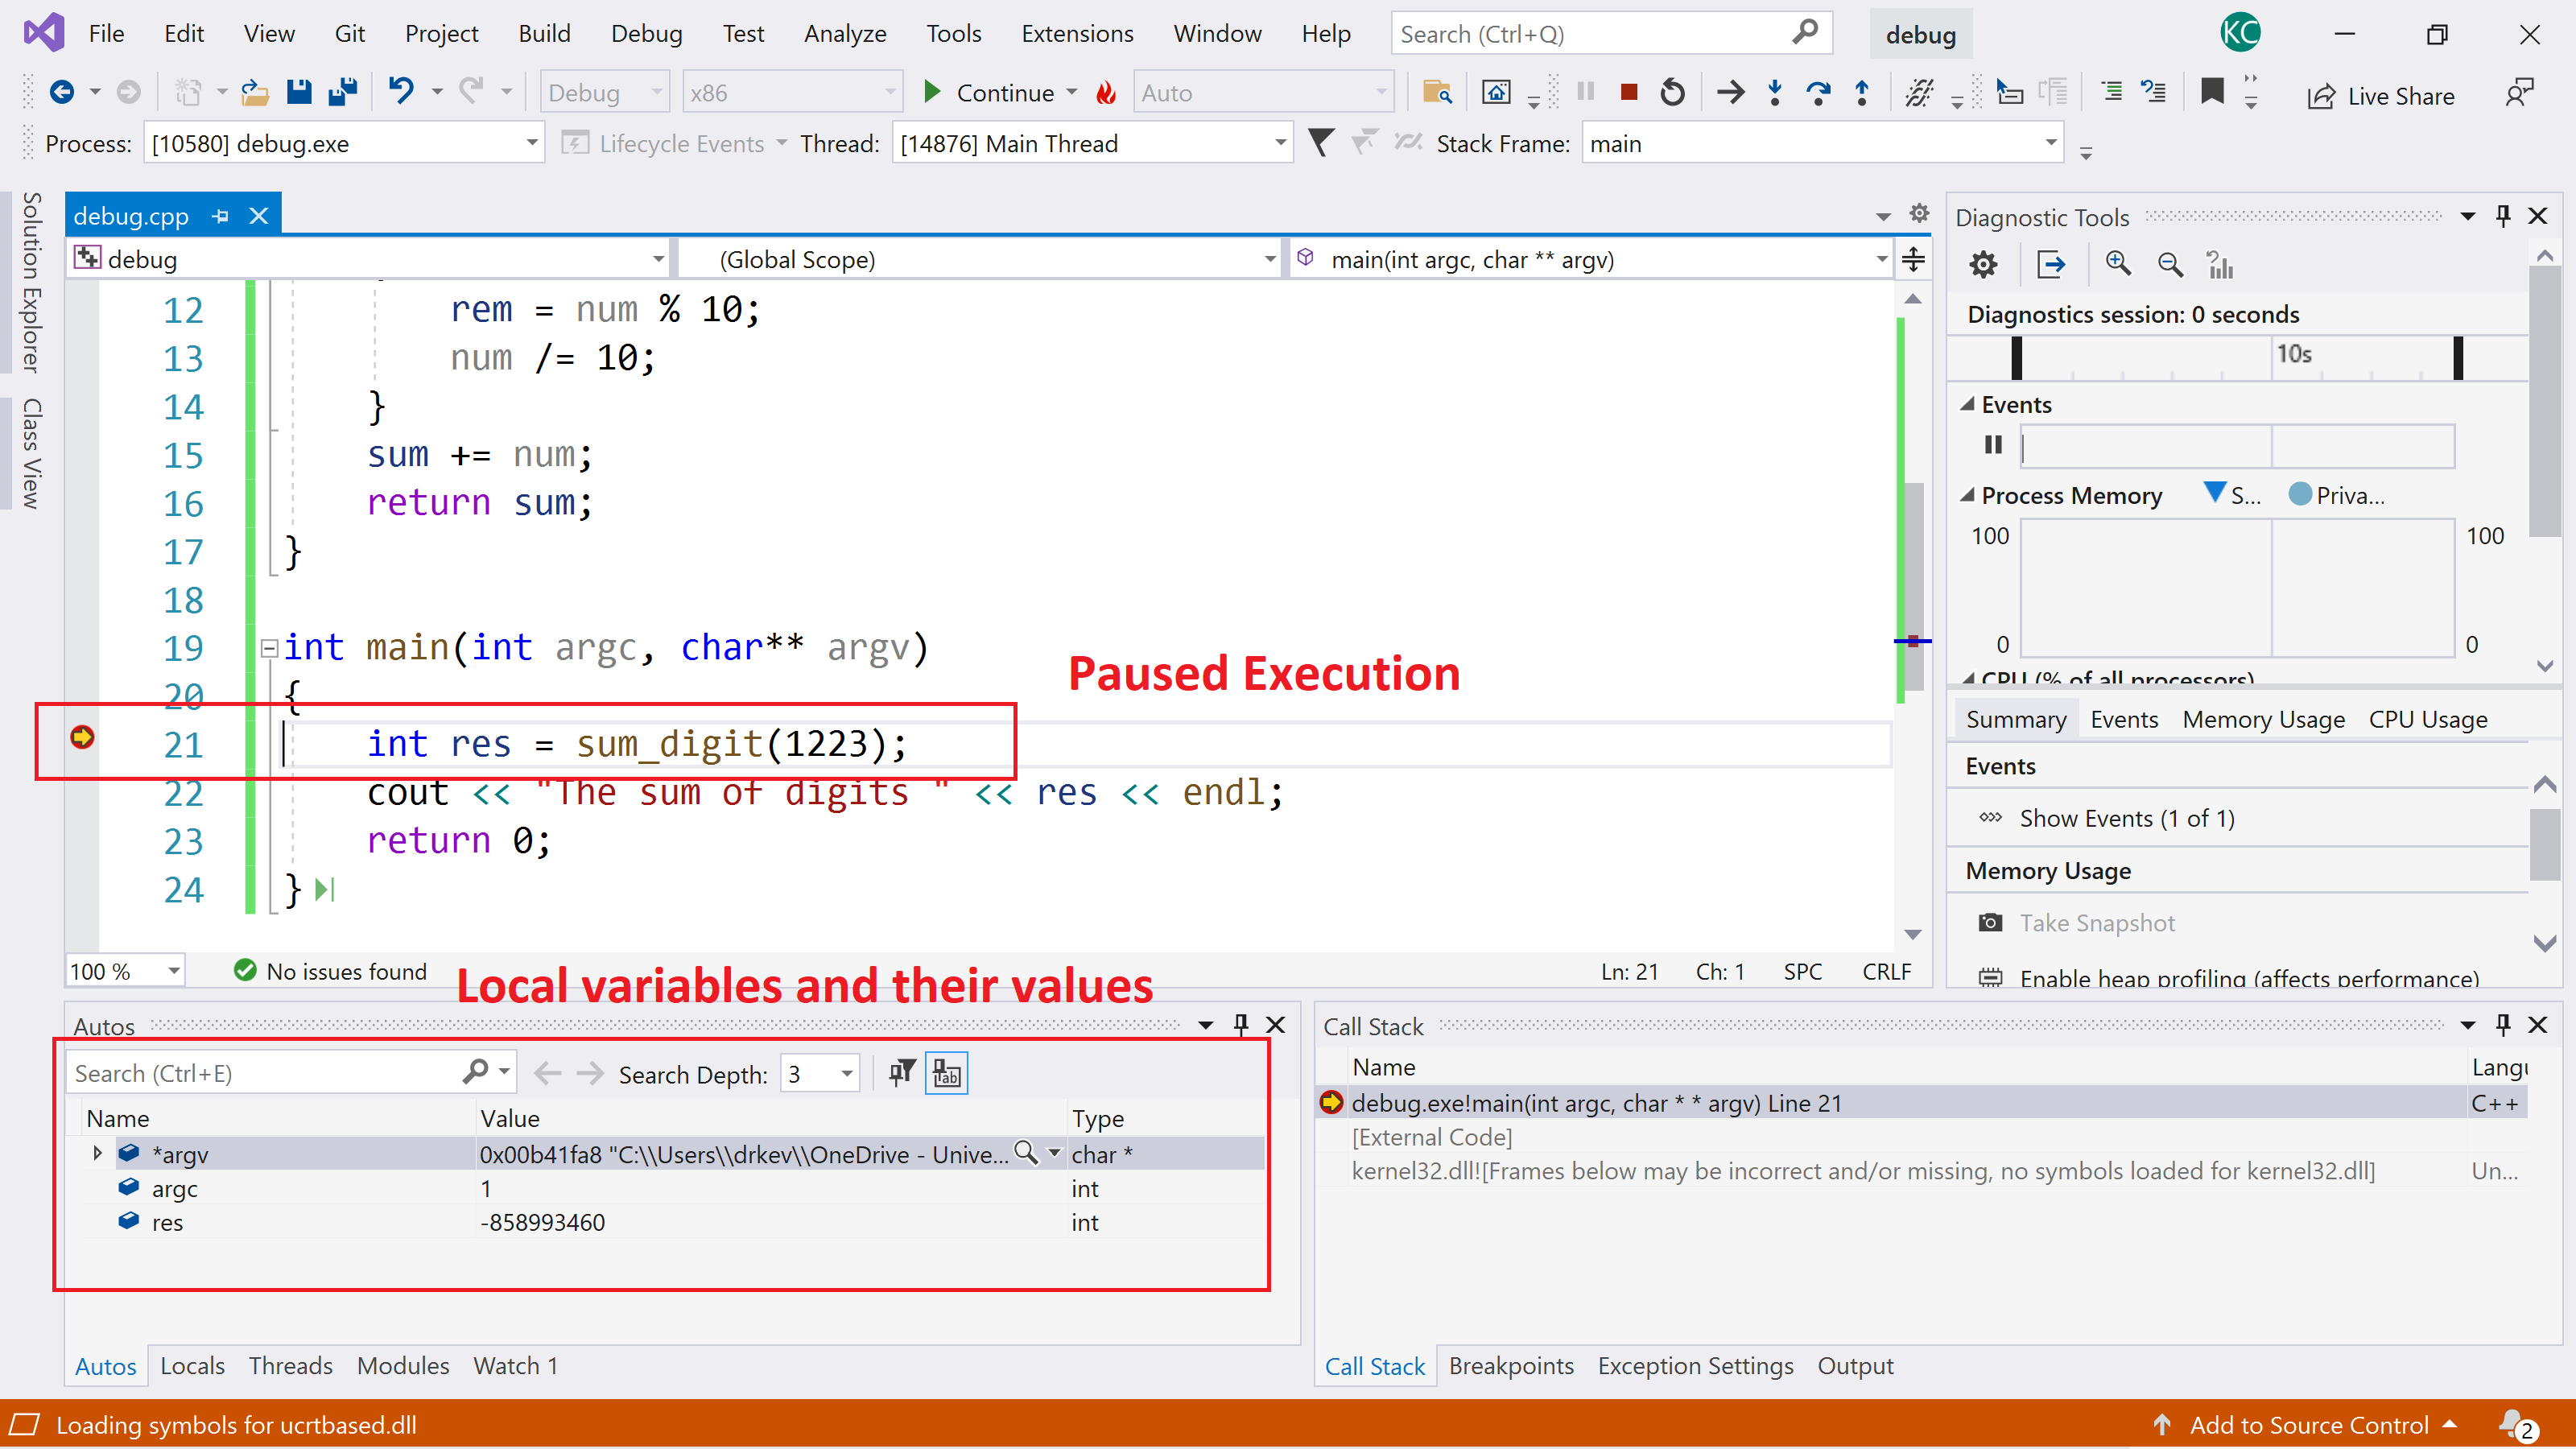 File Edit View Git Project Build Debug Test Analyze Tools Extensions Window Help Search (Ctrl+Q) debug KC
Debug x86 Continue Auto Live Share
Process: [10580] debug.exe Lifecycle Events Thread: [14876] Main Thread Stack Frame: main
Solution Explorer
Class View
debug.cpp
debug (Global Scope) main(int argc, char ** argv)
12 rem = num % 10;
13 num /= 10;
14 }
15 sum += num;
16 return sum;
17 }
18
19 int main(int argc, char** argv)
Paused Execution
20 {
21 int res = sum_digit(1223);
22 cout << "The sum of digits " << res << endl;
23 return 0;
24 }
100 % No issues found Ln: 21 Ch: 1 SPC CRLF
Local variables and their values
Diagnostic Tools
Diagnostics session: 0 seconds
10s
Events
Process Memory S... Priva...
100 100
0 0
CPU (% of all processors)
Summary Events Memory Usage CPU Usage
Events
Show Events (1 of 1)
Memory Usage
Take Snapshot
Enable heap profiling (affects performance)
Autos
Search (Ctrl+E) Search Depth: 3
Name Value Type
*argv 0x00b41fa8 "C:\\Users\\drkev\\OneDrive - Unive... char *
argc 1 int
res -858993460 int
Autos Locals Threads Modules Watch 1
Call Stack
Name Langu
debug.exe!main(int argc, char * * argv) Line 21 C++
[External Code]
kernel32.dll![Frames below may be incorrect and/or missing, no symbols loaded for kernel32.dll] Un...
Call Stack Breakpoints Exception Settings Output
Loading symbols for ucrtbased.dll Add to Source Control 2